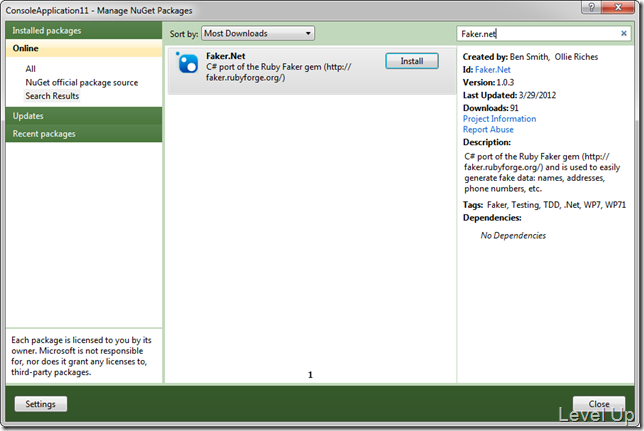 ConsoleApplication11 - Manage NuGet Packages
Installed packages
Online
All
NuGet official package source
Search Results
Updates
Recent packages
Each package is licensed to you by its
owner. Microsoft is not responsible
for, nor does it grant any licenses to,
third-party packages.
Settings
Sort by: Most Downloads
Faker.Net
C# port of the Ruby Faker gem (http://
faker.rubyforge.org/)
Install
1
Faker.net
Created by: Ben Smith, Ollie Riches
Id: Faker.Net
Version: 1.0.3
Last Updated: 3/29/2012
Downloads: 91
Project Information
Report Abuse
Description:
C# port of the Ruby Faker gem (http://
faker.rubyforge.org/) and is used to easily
generate fake data: names, addresses,
phone numbers, etc.
Tags: Faker, Testing, TDD, .Net, WP7, WP71
Dependencies:
No Dependencies
Close
Level Up